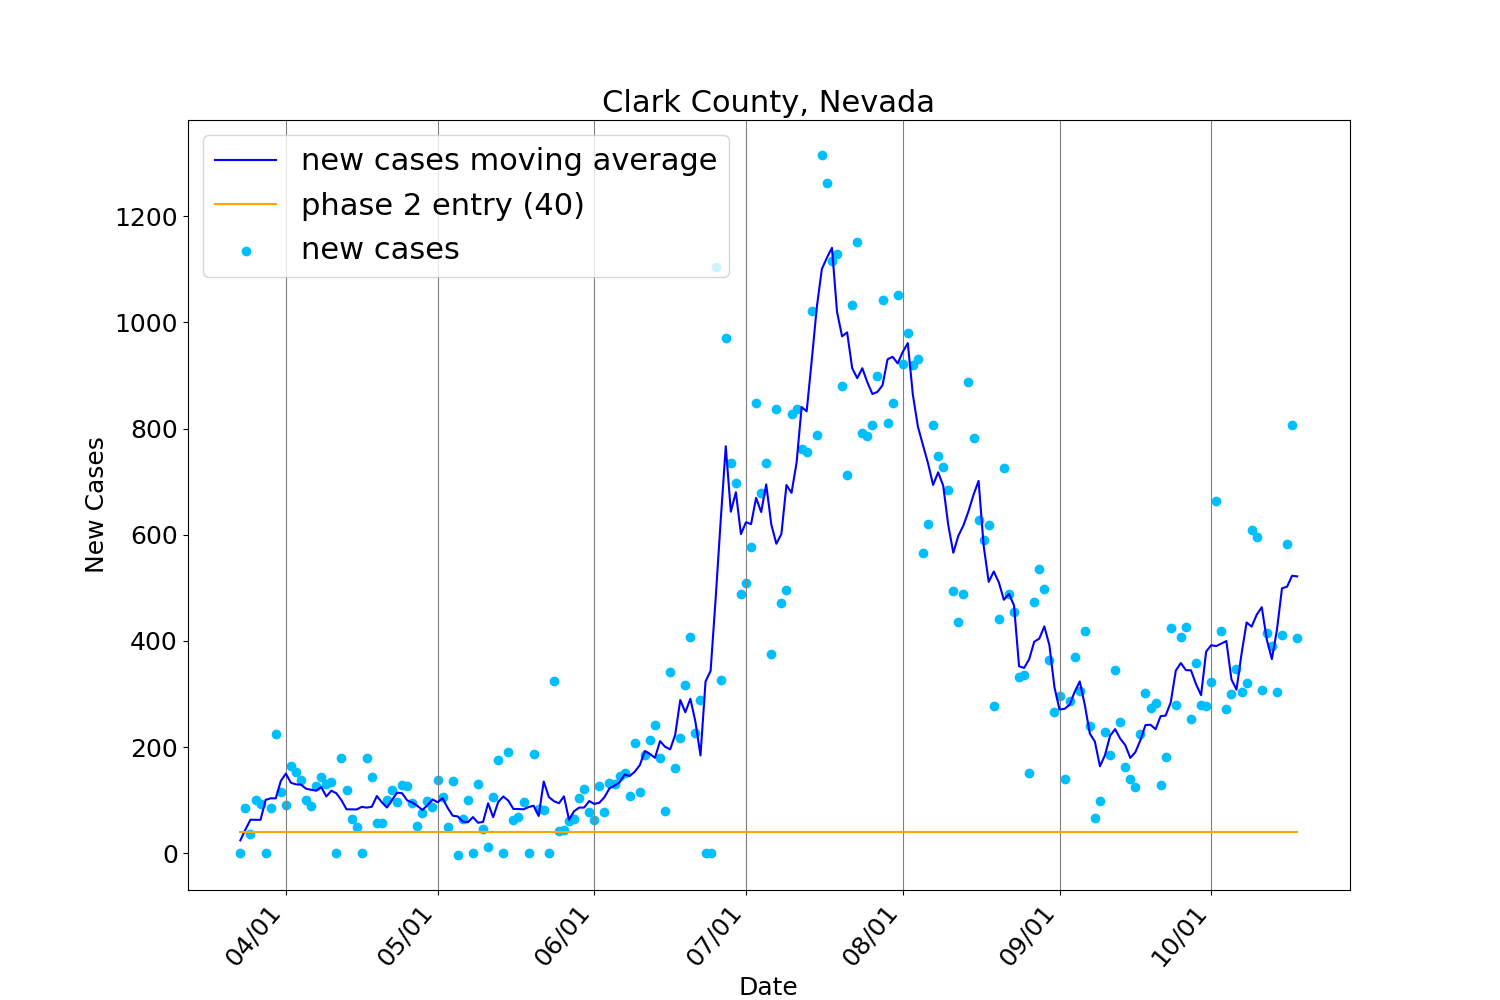 Clark County, Nevada
new cases moving average
phase 2 entry (40)
new cases
1200
1000
800
600
400
200
0
New Cases
04/01
05/01
06/01
07/01
08/01
09/01
10/01
Date